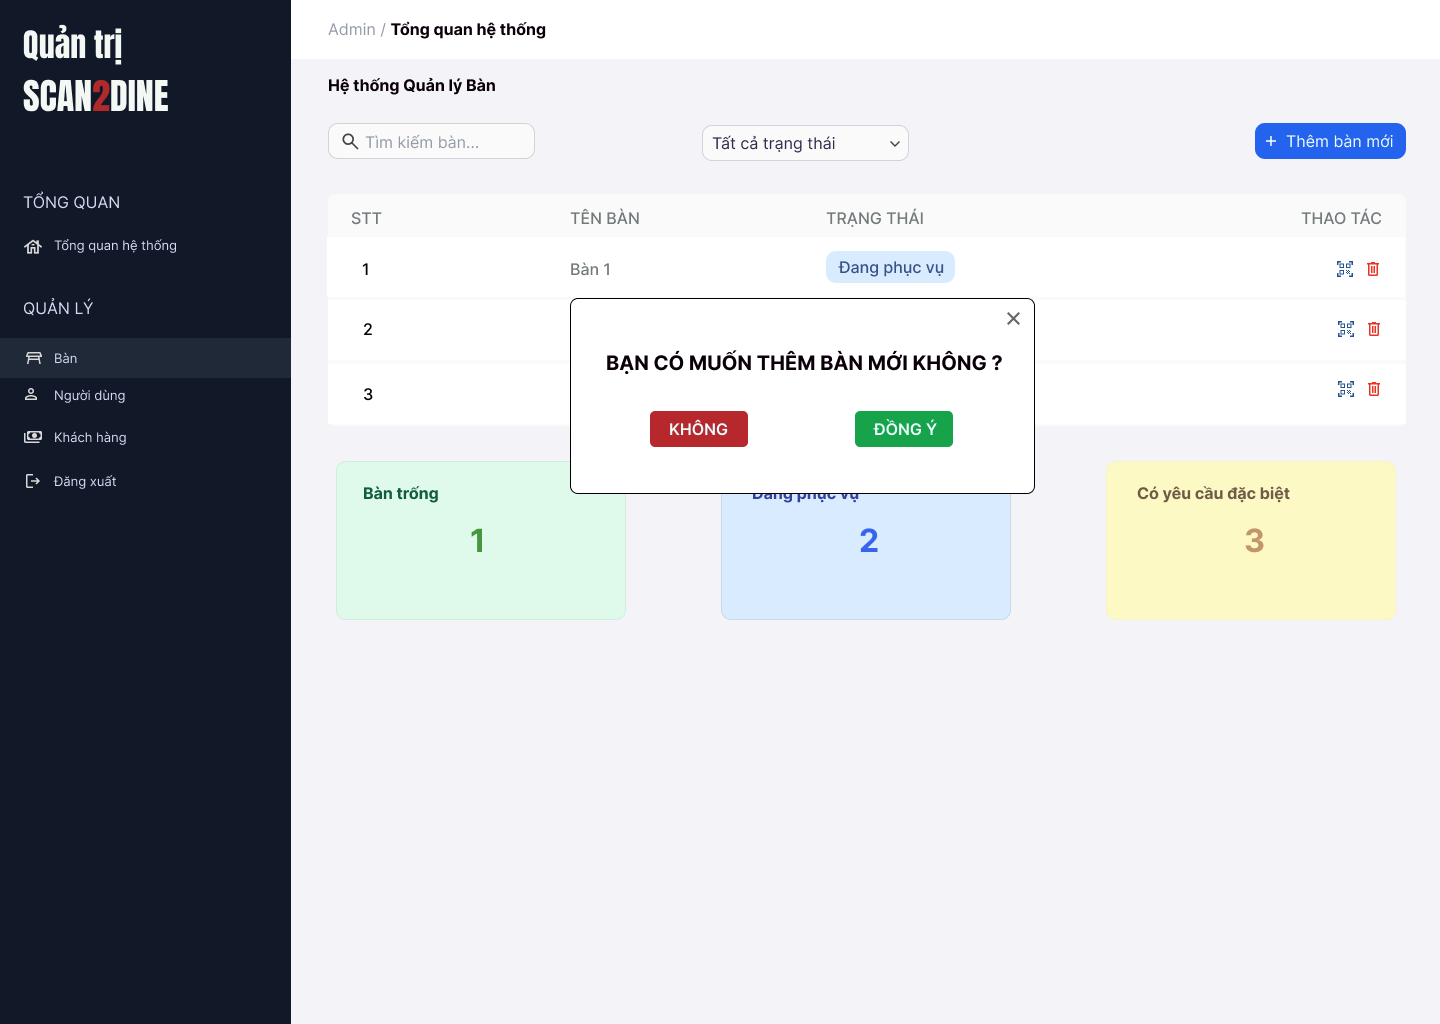 Quản trị
SCAN2DINE
TỔNG QUAN
Tổng quan hệ thống
QUẢN LÝ
Bàn
Người dùng
Khách hàng
Đăng xuất
Admin / Tổng quan hệ thống
Hệ thống Quản lý Bàn
Tìm kiếm bàn...
Tất cả trạng thái
+ Thêm bàn mới
STT TÊN BÀN TRẠNG THÁI THAO TÁC
1 Bàn 1 Đang phục vụ
2
3
BẠN CÓ MUỐN THÊM BÀN MỚI KHÔNG ?
KHÔNG ĐỒNG Ý
Bàn trống
1
Đang phục vụ
2
Có yêu cầu đặc biệt
3